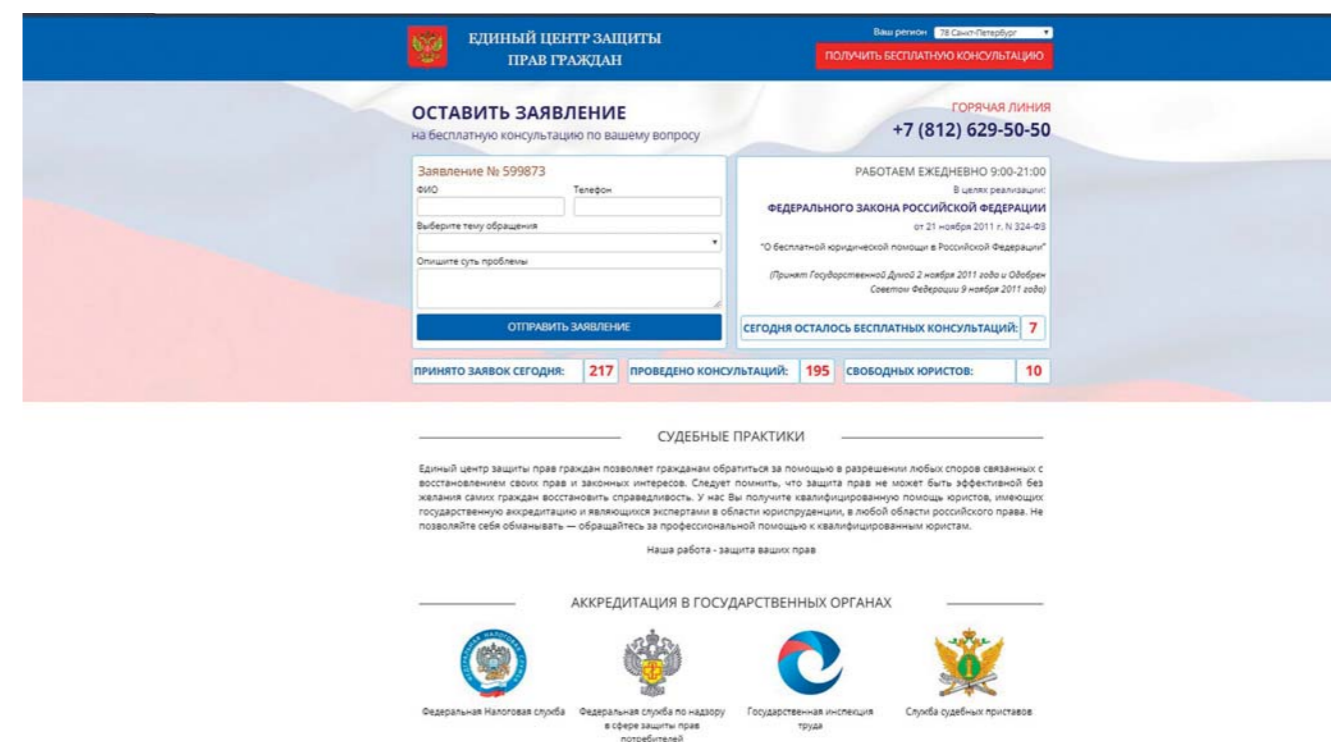 ЕДИНЫЙ ЦЕНТР ЗАЩИТЫ
ПРАВ ГРАЖДАН
Ваш регион 78 Санкт-Петербург
ПОЛУЧИТЬ БЕСПЛАТНУЮ КОНСУЛЬТАЦИЮ
ОСТАВИТЬ ЗАЯВЛЕНИЕ
на бесплатную консультацию по вашему вопросу
ГОРЯЧАЯ ЛИНИЯ
+7 (812) 629-50-50
Заявление № 599873
ФИО
Телефон
Выберите тему обращения
Опишите суть проблемы
ОТПРАВИТЬ ЗАЯВЛЕНИЕ
РАБОТАЕМ ЕЖЕДНЕВНО 9:00-21:00
В целях реализации:
ФЕДЕРАЛЬНОГО ЗАКОНА РОССИЙСКОЙ ФЕДЕРАЦИИ
от 21 ноября 2011 г. N 324-ФЗ
"О бесплатной юридической помощи в Российской Федерации"
(Принят Государственной Думой 2 ноября 2011 года и Одобрен
Советом Федерации 9 ноября 2011 года)
СЕГОДНЯ ОСТАЛОСЬ БЕСПЛАТНЫХ КОНСУЛЬТАЦИЙ: 7
ПРИНЯТО ЗАЯВОК СЕГОДНЯ: 217
ПРОВЕДЕНО КОНСУЛЬТАЦИЙ: 195
СВОБОДНЫХ ЮРИСТОВ: 10
СУДЕБНЫЕ ПРАКТИКИ
Единый центр защиты прав граждан позволяет гражданам обратиться за помощью в разрешении любых споров связанных с
восстановлением своих прав и законных интересов. Следует помнить, что защита прав не может быть эффективной без
желания самих граждан восстановить справедливость. У нас Вы получите квалифицированную помощь юристов, имеющих
государственную аккредитацию и являющихся экспертами в области юриспруденции, в любой области российского права. Не
позволяйте себя обманывать — обращайтесь за профессиональной помощью к квалифицированным юристам.
Наша работа - защита ваших прав
АККРЕДИТАЦИЯ В ГОСУДАРСТВЕННЫХ ОРГАНАХ
ФЕДЕРАЛЬНАЯ НАЛОГОВАЯ СЛУЖБА
Федеральная Налоговая служба
Федеральная служба по надзору
в сфере защиты прав
потребителей
Государственная инспекция
труда
Служба судебных приставов